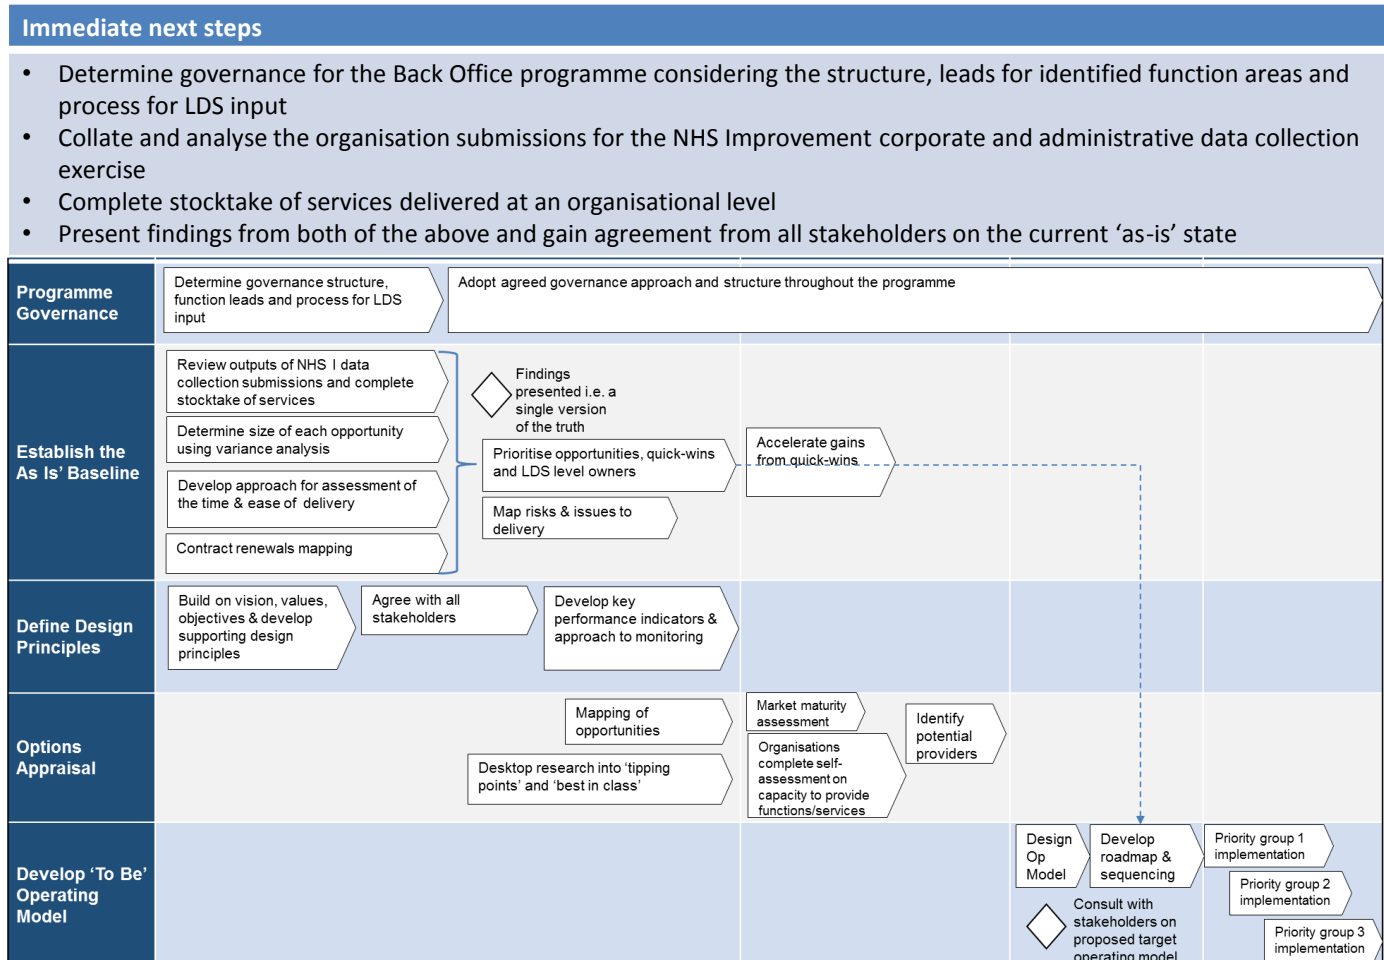 Immediate next steps
• Determine governance for the Back Office programme considering the structure, leads for identified function areas and
process for LDS input
• Collate and analyse the organisation submissions for the NHS Improvement corporate and administrative data collection
exercise
• Complete stocktake of services delivered at an organisational level
• Present findings from both of the above and gain agreement from all stakeholders on the current ‘as-is’ state
Programme
Governance
Determine governance structure,
function leads and process for LDS
input
Adopt agreed governance approach and structure throughout the programme
Establish the
As Is’ Baseline
Review outputs of NHS I data
collection submissions and complete
stocktake of services
Determine size of each opportunity
using variance analysis
Develop approach for assessment of
the time & ease of delivery
Contract renewals mapping
Findings
presented i.e. a
single version
of the truth
Prioritise opportunities, quick-wins
and LDS level owners
Map risks & issues to
delivery
Accelerate gains
from quick-wins
Define Design
Principles
Build on vision, values,
objectives & develop
supporting design
principles
Agree with all
stakeholders
Develop key
performance indicators &
approach to monitoring
Options
Appraisal
Mapping of
opportunities
Desktop research into ‘tipping
points’ and ‘best in class’
Market maturity
assessment
Organisations
complete self-
assessment on
capacity to provide
functions/services
Identify
potential
providers
Develop ‘To Be’
Operating
Model
Design
Op
Model
Develop
roadmap &
sequencing
Consult with
stakeholders on
proposed target
operating model
Priority group 1
implementation
Priority group 2
implementation
Priority group 3
implementation